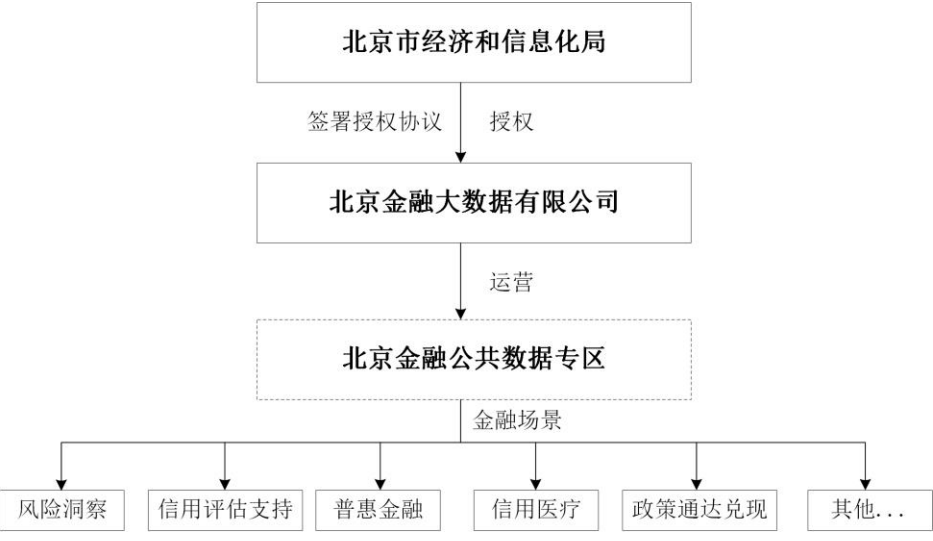 北京市经济和信息化局
签署授权协议 授权
北京金融大数据有限公司
运营
北京金融公共数据专区
金融场景
风险洞察 信用评估支持 普惠金融 信用医疗 政策通达兑现 其他...